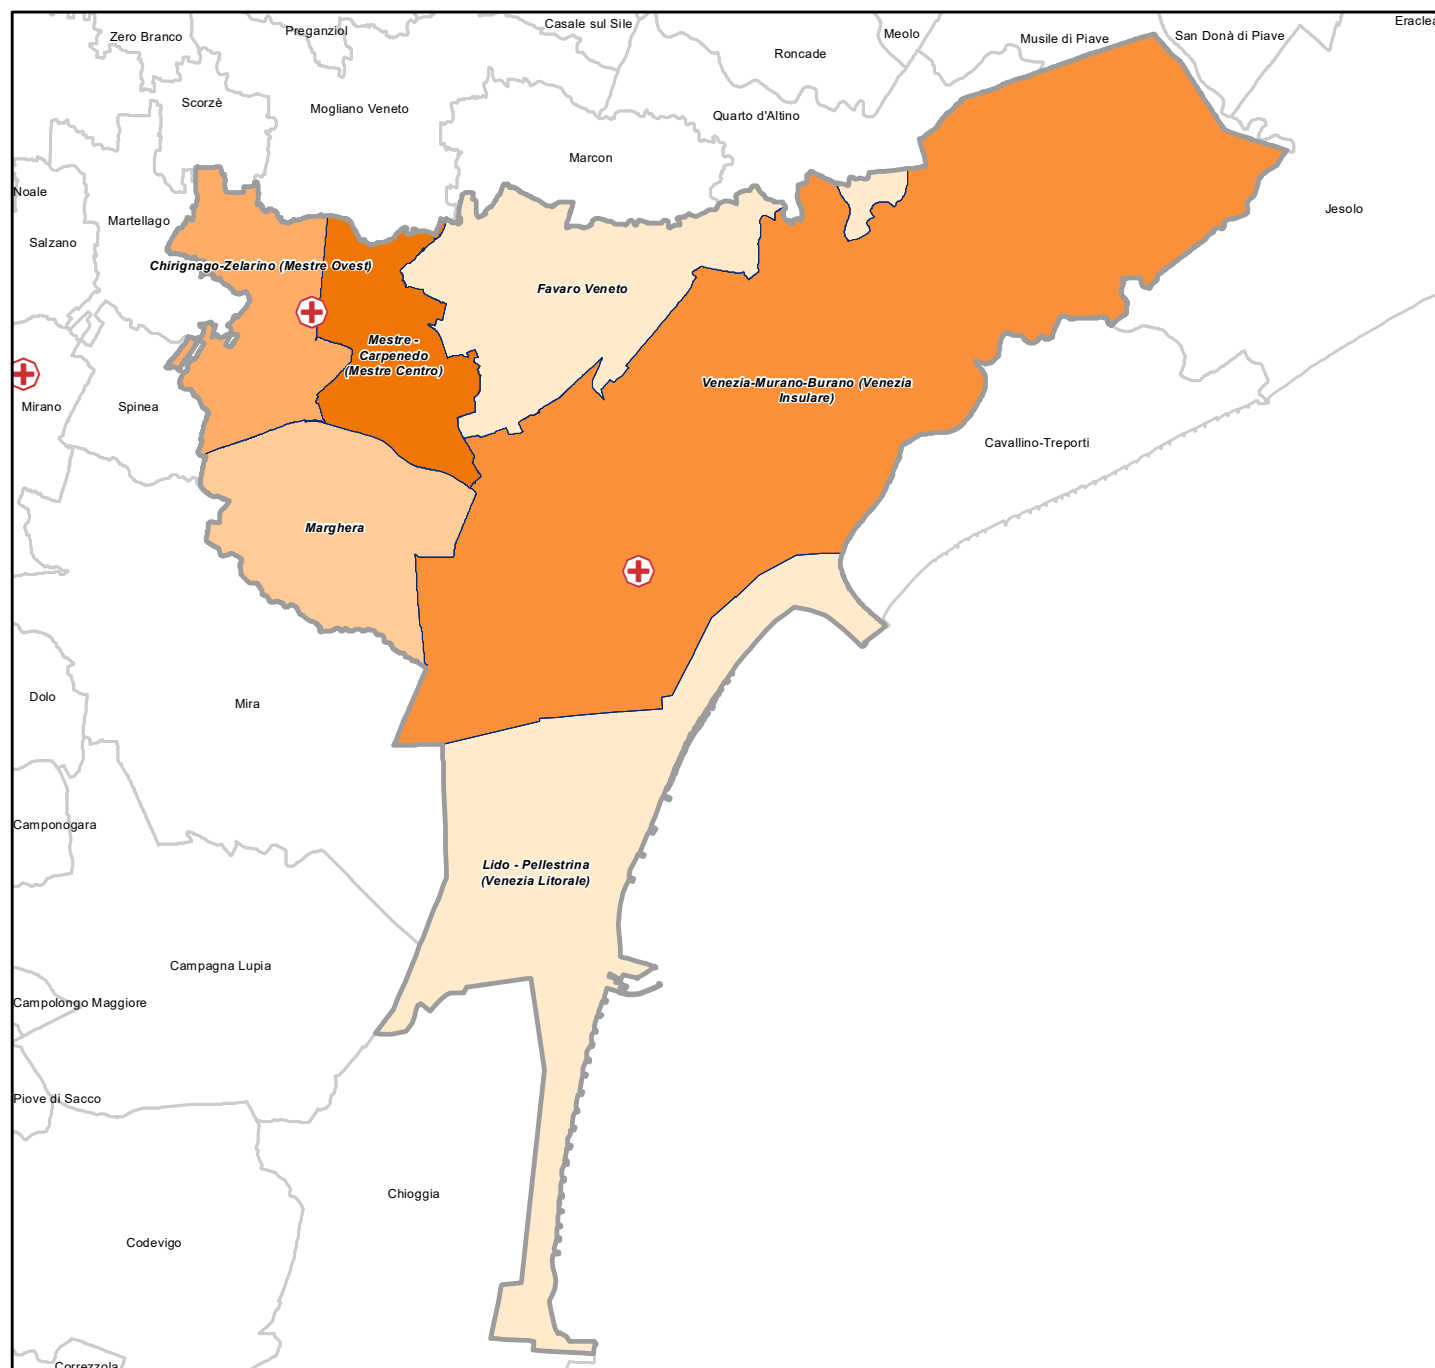 Casale sul Sile
Eraclea
Preganziol
Zero Branco
Meolo
San Donà di Piave
Musile di Piave
Roncade
Scorzè
Mogliano Veneto
Quarto d'Altino
Marcon
Noale
Martellago
Jesolo
Salzano
Chirignago-Zelarino (Mestre Ovest)
Favaro Veneto
Mestre -
Carpenedo
(Mestre Centro)
Venezia-Murano-Burano (Venezia
Insulare)
Mirano
Spinea
Cavallino-Treporti
Marghera
Dolo
Mira
Camponogara
Lido - Pellestrina
(Venezia Litorale)
Campagna Lupia
Campolongo Maggiore
Piove di Sacco
Chioggia
Codevigo
Correzzola